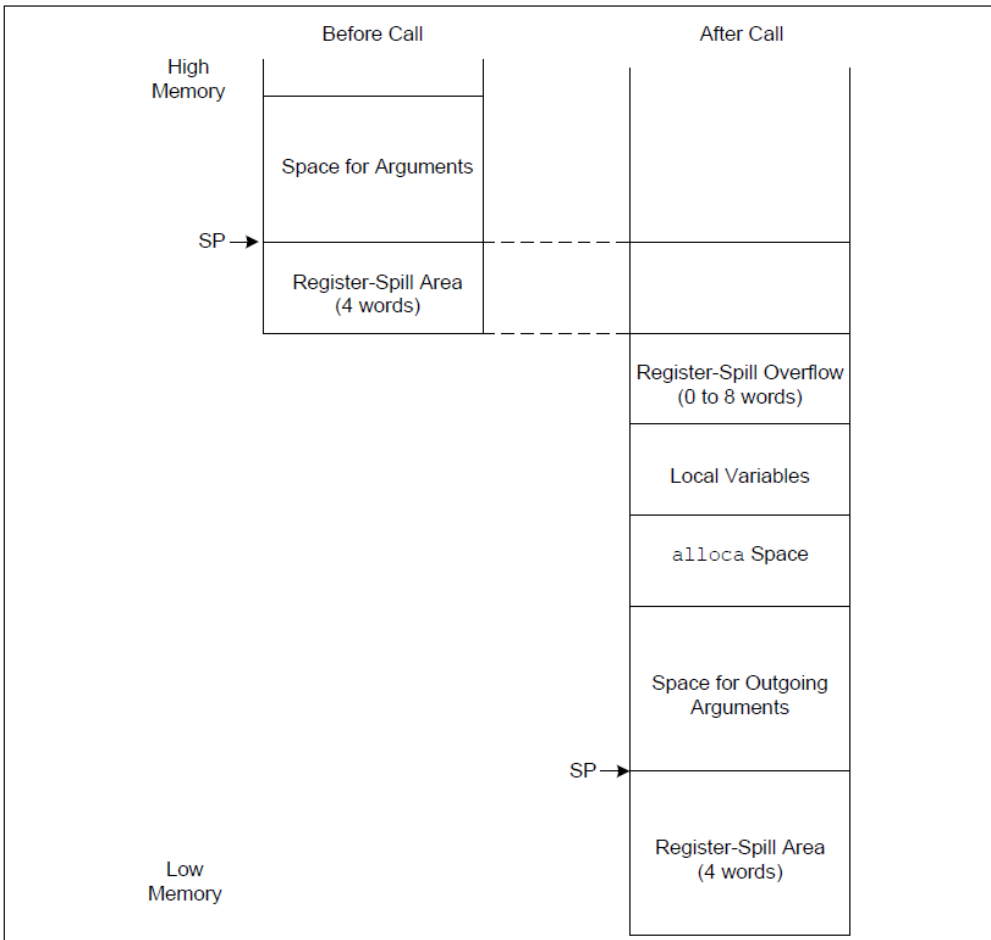 Before Call
After Call
High
Memory
Space for Arguments
SP
Register-Spill Area
(4 words)
Register-Spill Overflow
(0 to 8 words)
Local Variables
alloca Space
Space for Outgoing
Arguments
SP
Register-Spill Area
(4 words)
Low
Memory